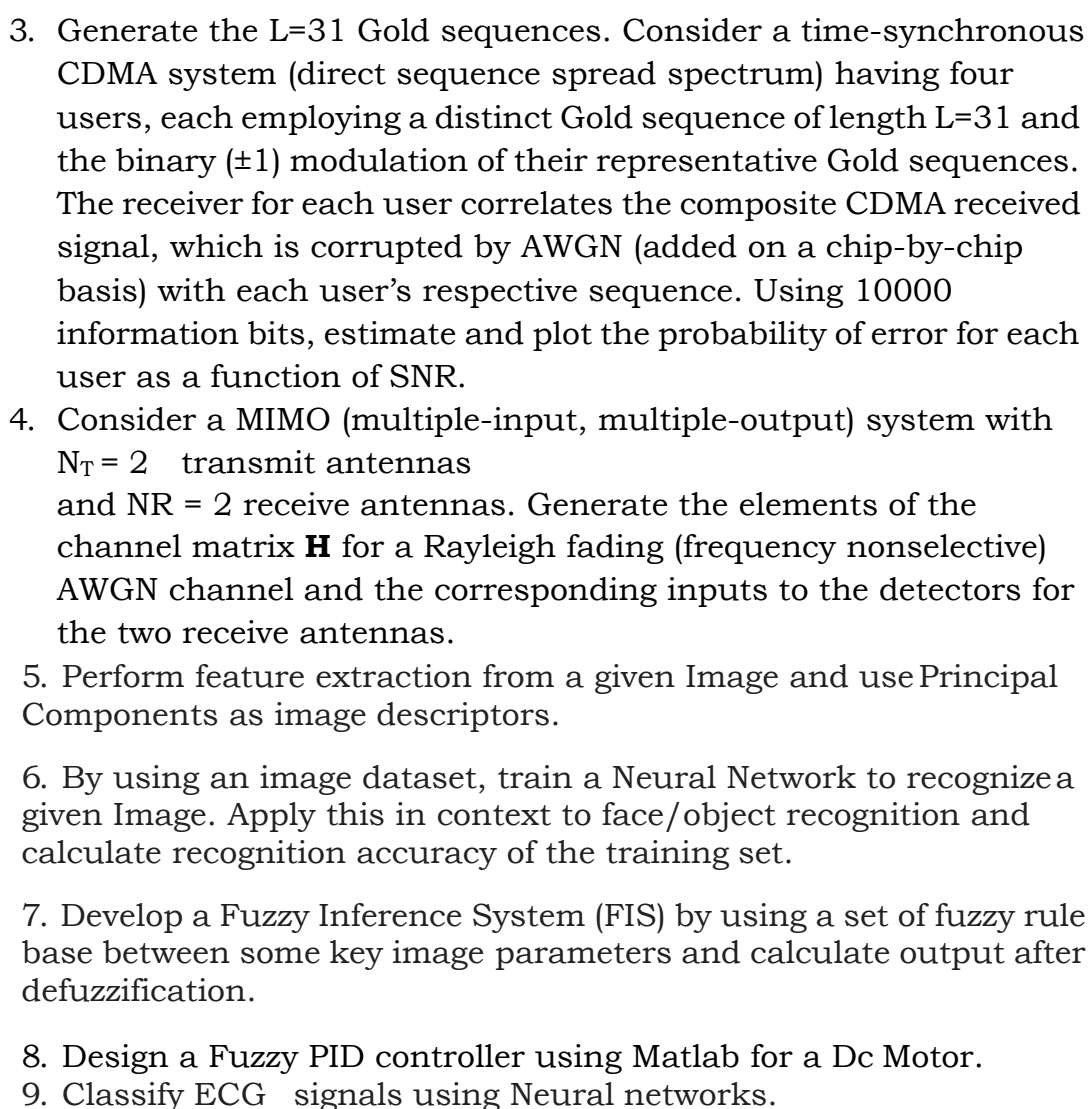 3. Generate the L=31 Gold sequences. Consider a time-synchronous
CDMA system (direct sequence spread spectrum) having four
users, each employing a distinct Gold sequence of length L=31 and
the binary (±1) modulation of their representative Gold sequences.
The receiver for each user correlates the composite CDMA received
signal, which is corrupted by AWGN (added on a chip-by-chip
basis) with each user's respective sequence. Using 10000
information bits, estimate and plot the probability of error for each
user as a function of SNR.
4. Consider a MIMO (multiple-input, multiple-output) system with
N_T = 2 transmit antennas
and NR = 2 receive antennas. Generate the elements of the
channel matrix H for a Rayleigh fading (frequency nonselective)
AWGN channel and the corresponding inputs to the detectors for
the two receive antennas.
5. Perform feature extraction from a given Image and use Principal
Components as image descriptors.
6. By using an image dataset, train a Neural Network to recognize a
given Image. Apply this in context to face/object recognition and
calculate recognition accuracy of the training set.
7. Develop a Fuzzy Inference System (FIS) by using a set of fuzzy rule
base between some key image parameters and calculate output after
defuzzification.
8. Design a Fuzzy PID controller using Matlab for a Dc Motor.
9. Classify ECG signals using Neural networks.